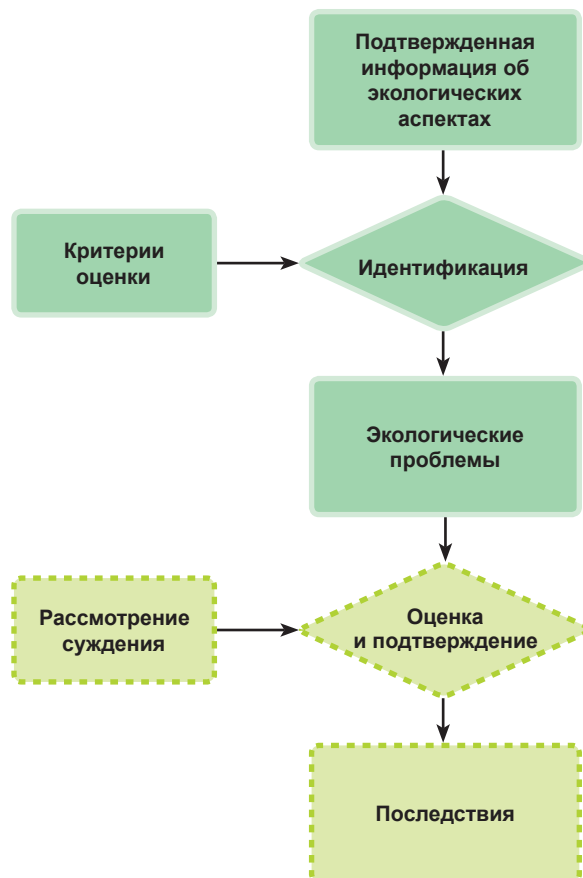 Подтвержденная
информация об
экологических
аспектах
Критерии
оценки
Идентификация
Экологические
проблемы
Рассмотрение
суждения
Оценка
и подтверждение
Последствия